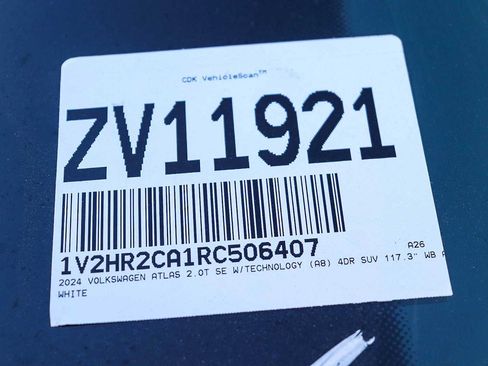 CDK VehicleScan™
ZV11921
1V2HR2CA1RC506407
A26
2024 VOLKSWAGEN ATLAS 2.0T SE W/TECHNOLOGY (A8) 4DR SUV 117.3" WB
WHITE